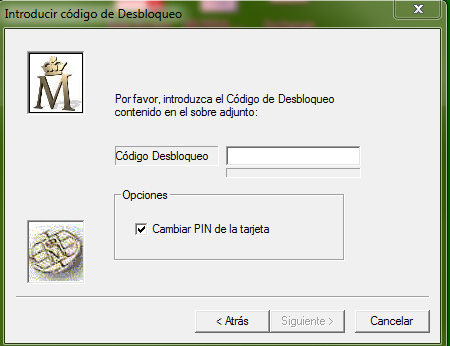 Introducir código de Desbloqueo
M
Por favor, introduzca el Código de Desbloqueo
contenido en el sobre adjunto:
Código Desbloqueo
Opciones
Cambiar PIN de la tarjeta
< Atrás
Siguiente >
Cancelar